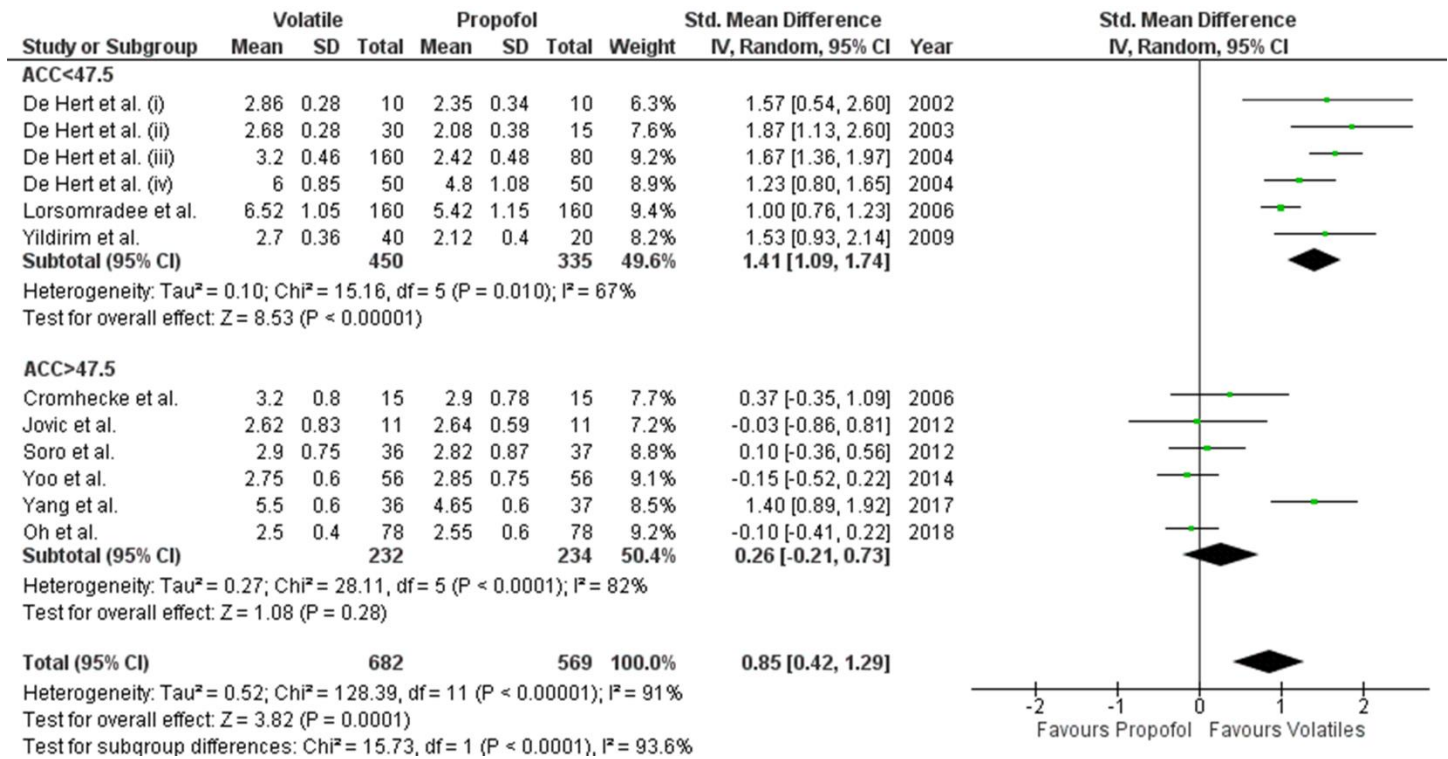 Volatile Propofol Std. Mean Difference Std. Mean Difference
Study or Subgroup Mean SD Total Mean SD Total Weight IV, Random, 95% CI Year IV, Random, 95% CI
ACC<47.5
De Hert et al. (i) 2.86 0.28 10 2.35 0.34 10 6.3% 1.57 [0.54, 2.60] 2002
De Hert et al. (ii) 2.68 0.28 30 2.08 0.38 15 7.6% 1.87 [1.13, 2.60] 2003
De Hert et al. (iii) 3.2 0.46 160 2.42 0.48 80 9.2% 1.67 [1.36, 1.97] 2004
De Hert et al. (iv) 6 0.85 50 4.8 1.08 50 8.9% 1.23 [0.80, 1.65] 2004
Lorsomradee et al. 6.52 1.05 160 5.42 1.15 160 9.4% 1.00 [0.76, 1.23] 2006
Yildirim et al. 2.7 0.36 40 2.12 0.4 20 8.2% 1.53 [0.93, 2.14] 2009
Subtotal (95% CI) 450 335 49.6% 1.41 [1.09, 1.74]
Heterogeneity: Tau² = 0.10; Chi² = 15.16, df = 5 (P = 0.010); I² = 67%
Test for overall effect: Z = 8.53 (P < 0.00001)
ACC>47.5
Cromhecke et al. 3.2 0.8 15 2.9 0.78 15 7.7% 0.37 [-0.35, 1.09] 2006
Jovic et al. 2.62 0.83 11 2.64 0.59 11 7.2% -0.03 [-0.86, 0.81] 2012
Soro et al. 2.9 0.75 36 2.82 0.87 37 8.8% 0.10 [-0.36, 0.56] 2012
Yoo et al. 2.75 0.6 56 2.85 0.75 56 9.1% -0.15 [-0.52, 0.22] 2014
Yang et al. 5.5 0.6 36 4.65 0.6 37 8.5% 1.40 [0.89, 1.92] 2017
Oh et al. 2.5 0.4 78 2.55 0.6 78 9.2% -0.10 [-0.41, 0.22] 2018
Subtotal (95% CI) 232 234 50.4% 0.26 [-0.21, 0.73]
Heterogeneity: Tau² = 0.27; Chi² = 28.11, df = 5 (P < 0.0001); I² = 82%
Test for overall effect: Z = 1.08 (P = 0.28)
Total (95% CI) 682 569 100.0% 0.85 [0.42, 1.29]
Heterogeneity: Tau² = 0.52; Chi² = 128.39, df = 11 (P < 0.00001); I² = 91%
Test for overall effect: Z = 3.82 (P = 0.0001)
Test for subgroup differences: Chi² = 15.73, df = 1 (P < 0.0001), I² = 93.6%
-2 -1 0 1 2
Favours Propofol Favours Volatiles